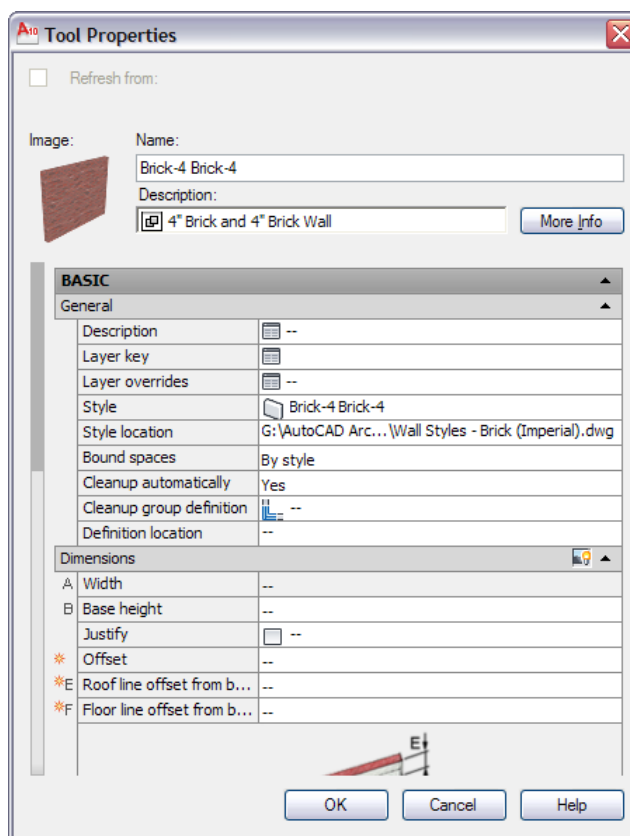 A10 Tool Properties
Refresh from:
Image:
Name:
Brick-4 Brick-4
Description:
4" Brick and 4" Brick Wall
More Info
BASIC
General
Description --
Layer key
Layer overrides --
Style Brick-4 Brick-4
Style location G:\AutoCAD Arc...\Wall Styles - Brick (Imperial).dwg
Bound spaces By style
Cleanup automatically Yes
Cleanup group definition --
Definition location --
Dimensions
A Width --
B Base height --
Justify --
Offset --
E Roof line offset from b... --
F Floor line offset from b... --
E
OK Cancel Help